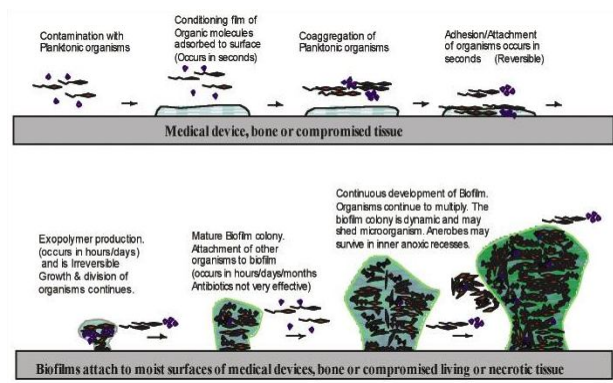 Contamination with
Planktonic organisms
Conditioning film of
Organic molecules
adsorbed to surface
(Occurs in seconds)
Coaggregation of
Planktonic organisms
Adhesion/Attachment
of organisms occurs in
seconds (Reversible)
Medical device, bone or compromised tissue
Exopolymer production.
(occurs in hours/days)
and is Irreversible
Growth & division of
organisms continues.
Mature Biofilm colony.
Attachment of other
organisms to biofilm
(occurs in hours/days/months
Antibiotics not very effective)
Continuous development of Biofilm.
Organisms continue to multiply. The
biofilm colony is dynamic and may
shed microorganism. Anerobes may
survive in inner anoxic recesses.
Biofilms attach to moist surfaces of medical devices, bone or compromised living or necrotic tissue